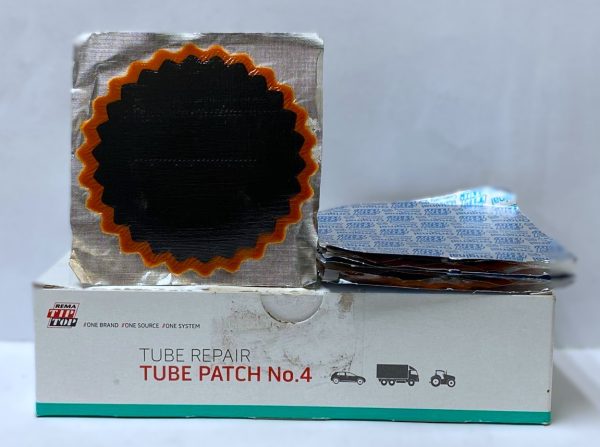 REMA
TIP
TOP
//ONE BRAND //ONE SOURCE //ONE SYSTEM
TUBE REPAIR
TUBE PATCH No.4